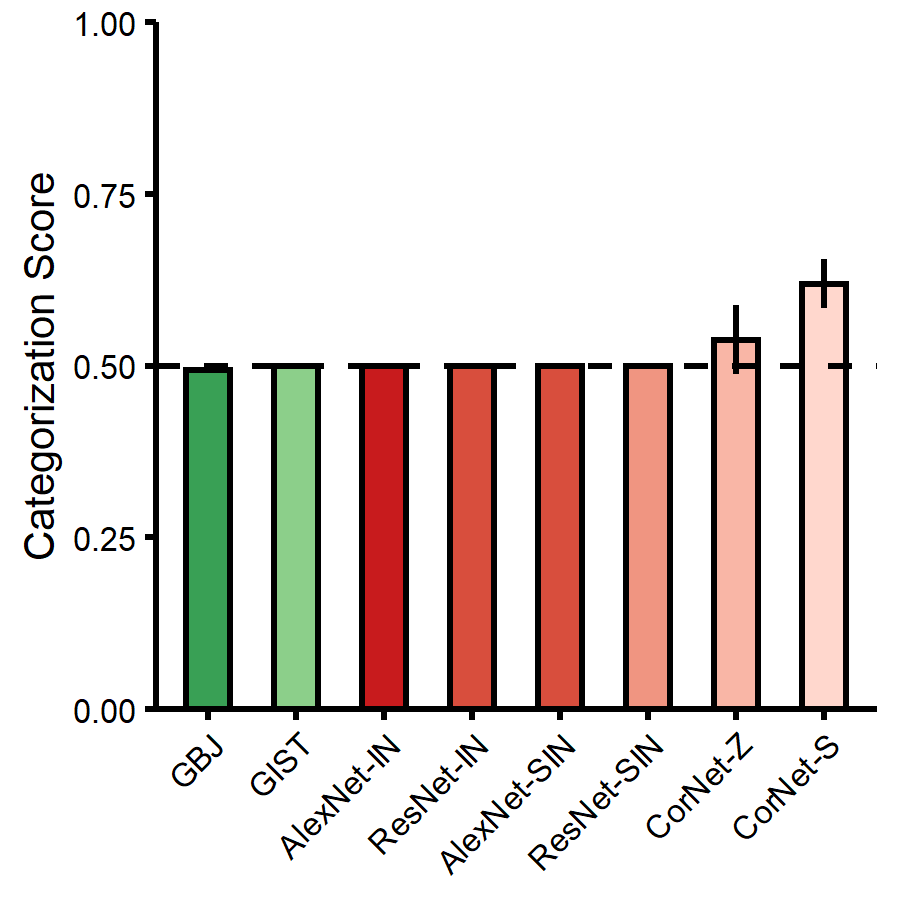 Categorization Score
1.00
0.75
0.50
0.25
0.00
GBJ
GIST
AlexNet-IN
ResNet-IN
AlexNet-SIN
ResNet-SIN
CorNet-Z
CorNet-S